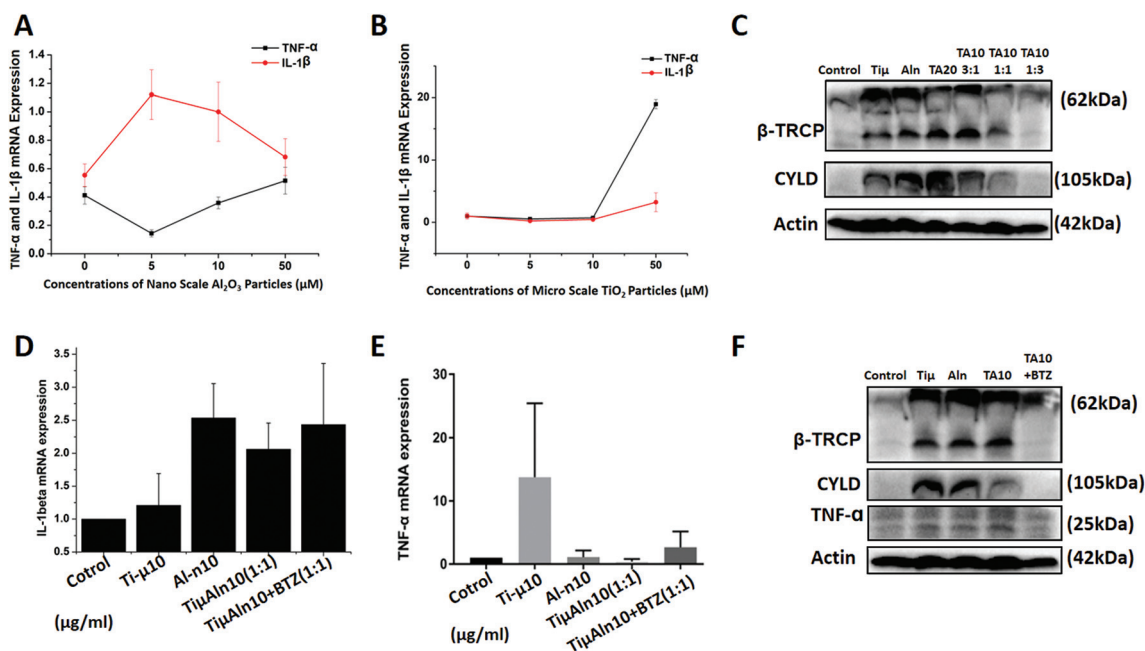 A
TNF-α
IL-1β
TNF-α and IL-1β mRNA Expression
1.4
1.2
1.0
0.8
0.6
0.4
0.2
0.0
0 5 10 50
Concentrations of Nano Scale Al₂O₃ Particles (μM)
B
TNF-α
IL-1β
TNF-α and IL-1β mRNA Expression
20
10
0
0 5 10 50
Concentrations of Micro Scale TiO₂ Particles (μM)
C
TA10 TA10 TA10
Control Tiμ Aln TA20 3:1 1:1 1:3
(62kDa)
β-TRCP
CYLD (105kDa)
Actin (42kDa)
D
IL-1beta mRNA expression
3.5
3.0
2.5
2.0
1.5
1.0
0.5
Cotrol
Ti-μ10
Al-n10
TiμAln10(1:1)
TiμAln10+BTZ(1:1)
(μg/ml)
E
TNF-α mRNA expression
30
20
10
0
Cotrol
Ti-μ10
Al-n10
TiμAln10(1:1)
TiμAln10+BTZ(1:1)
(μg/ml)
F
TA10
Control Tiμ Aln TA10 +BTZ
(62kDa)
β-TRCP
CYLD (105kDa)
TNF-α (25kDa)
Actin (42kDa)